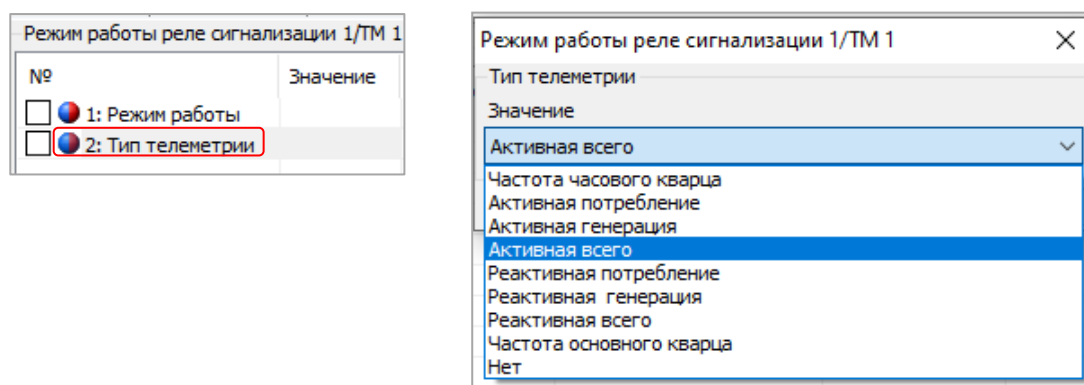 Режим работы реле сигнализации 1/ТМ 1
№ Значение
1: Режим работы
2: Тип телеметрии
Режим работы реле сигнализации 1/ТМ 1
Тип телеметрии
Значение
Активная всего
Частота часового кварца
Активная потребление
Активная генерация
Активная всего
Реактивная потребление
Реактивная генерация
Реактивная всего
Частота основного кварца
Нет